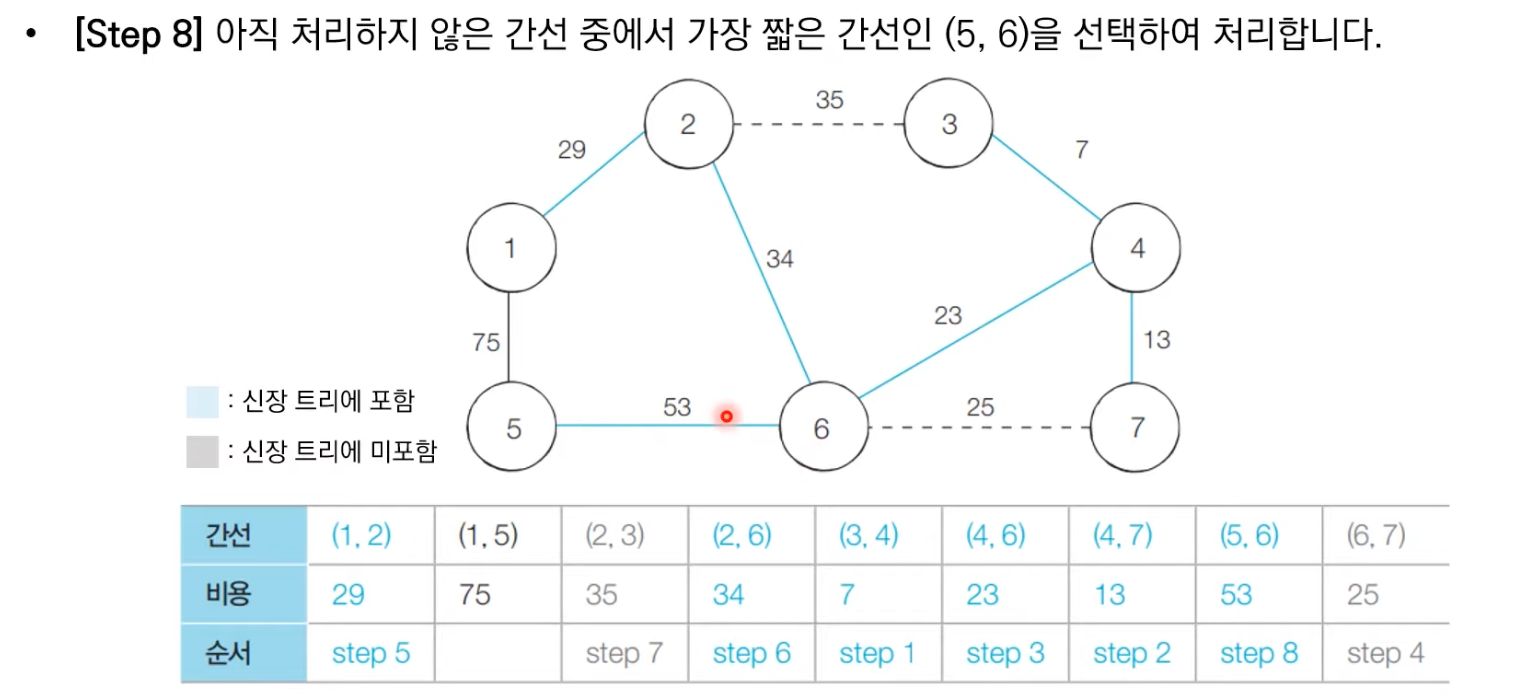 • [Step 8] 아직 처리하지 않은 간선 중에서 가장 짧은 간선인 (5, 6)을 선택하여 처리합니다.
35
2
3
29
7
1
4
34
23
75
13
: 신장 트리에 포함
53
25
5
6
7
: 신장 트리에 미포함
간선 (1, 2) (1, 5) (2, 3) (2, 6) (3, 4) (4, 6) (4, 7) (5, 6) (6, 7)
비용 29 75 35 34 7 23 13 53 25
순서 step 5 step 7 step 6 step 1 step 3 step 2 step 8 step 4